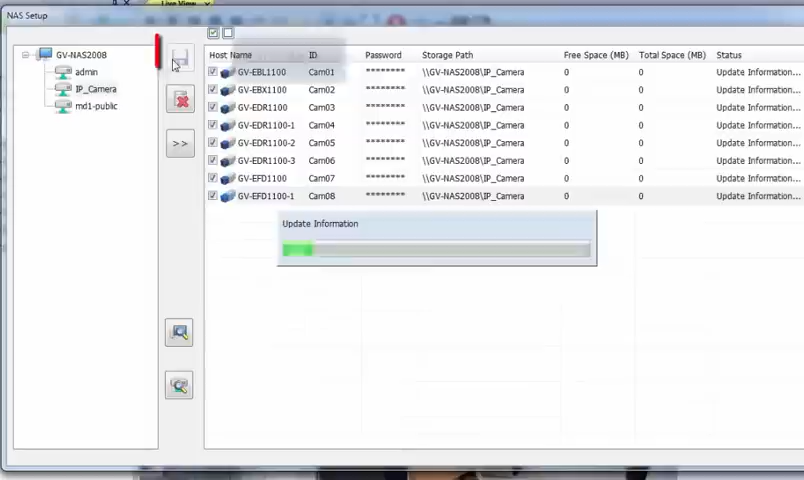 Live View
NAS Setup
GV-NAS2008
admin
IP_Camera
md1-public
>>
Host Name ID Password Storage Path Free Space (MB) Total Space (MB) Status
GV-EBL1100 Cam01 ******** \\GV-NAS2008\IP_Camera 0 0 Update Information...
GV-EBX1100 Cam02 ******** \\GV-NAS2008\IP_Camera 0 0 Update Information...
GV-EDR1100 Cam03 ******** \\GV-NAS2008\IP_Camera 0 0 Update Information...
GV-EDR1100-1 Cam04 ******** \\GV-NAS2008\IP_Camera 0 0 Update Information...
GV-EDR1100-2 Cam05 ******** \\GV-NAS2008\IP_Camera 0 0 Update Information...
GV-EDR1100-3 Cam06 ******** \\GV-NAS2008\IP_Camera 0 0 Update Information...
GV-EFD1100 Cam07 ******** \\GV-NAS2008\IP_Camera 0 0 Update Information...
GV-EFD1100-1 Cam08 ******** \\GV-NAS2008\IP_Camera 0 0 Update Information...
Update Information